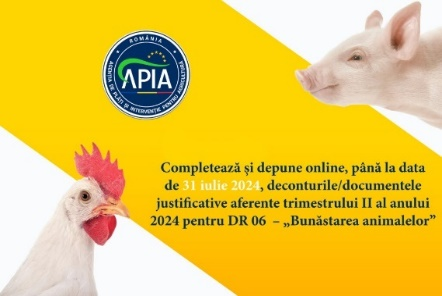 ROMÂNIA
APIA
AGENȚIA DE PLĂȚI ȘI INTERVENȚIE PENTRU AGRICULTURĂ
Completează și depune online, până la data
de 31 iulie 2024, deconturile/documentele
justificative aferente trimestrului II al anului
2024 pentru DR 06 – „Bunăstarea animalelor”